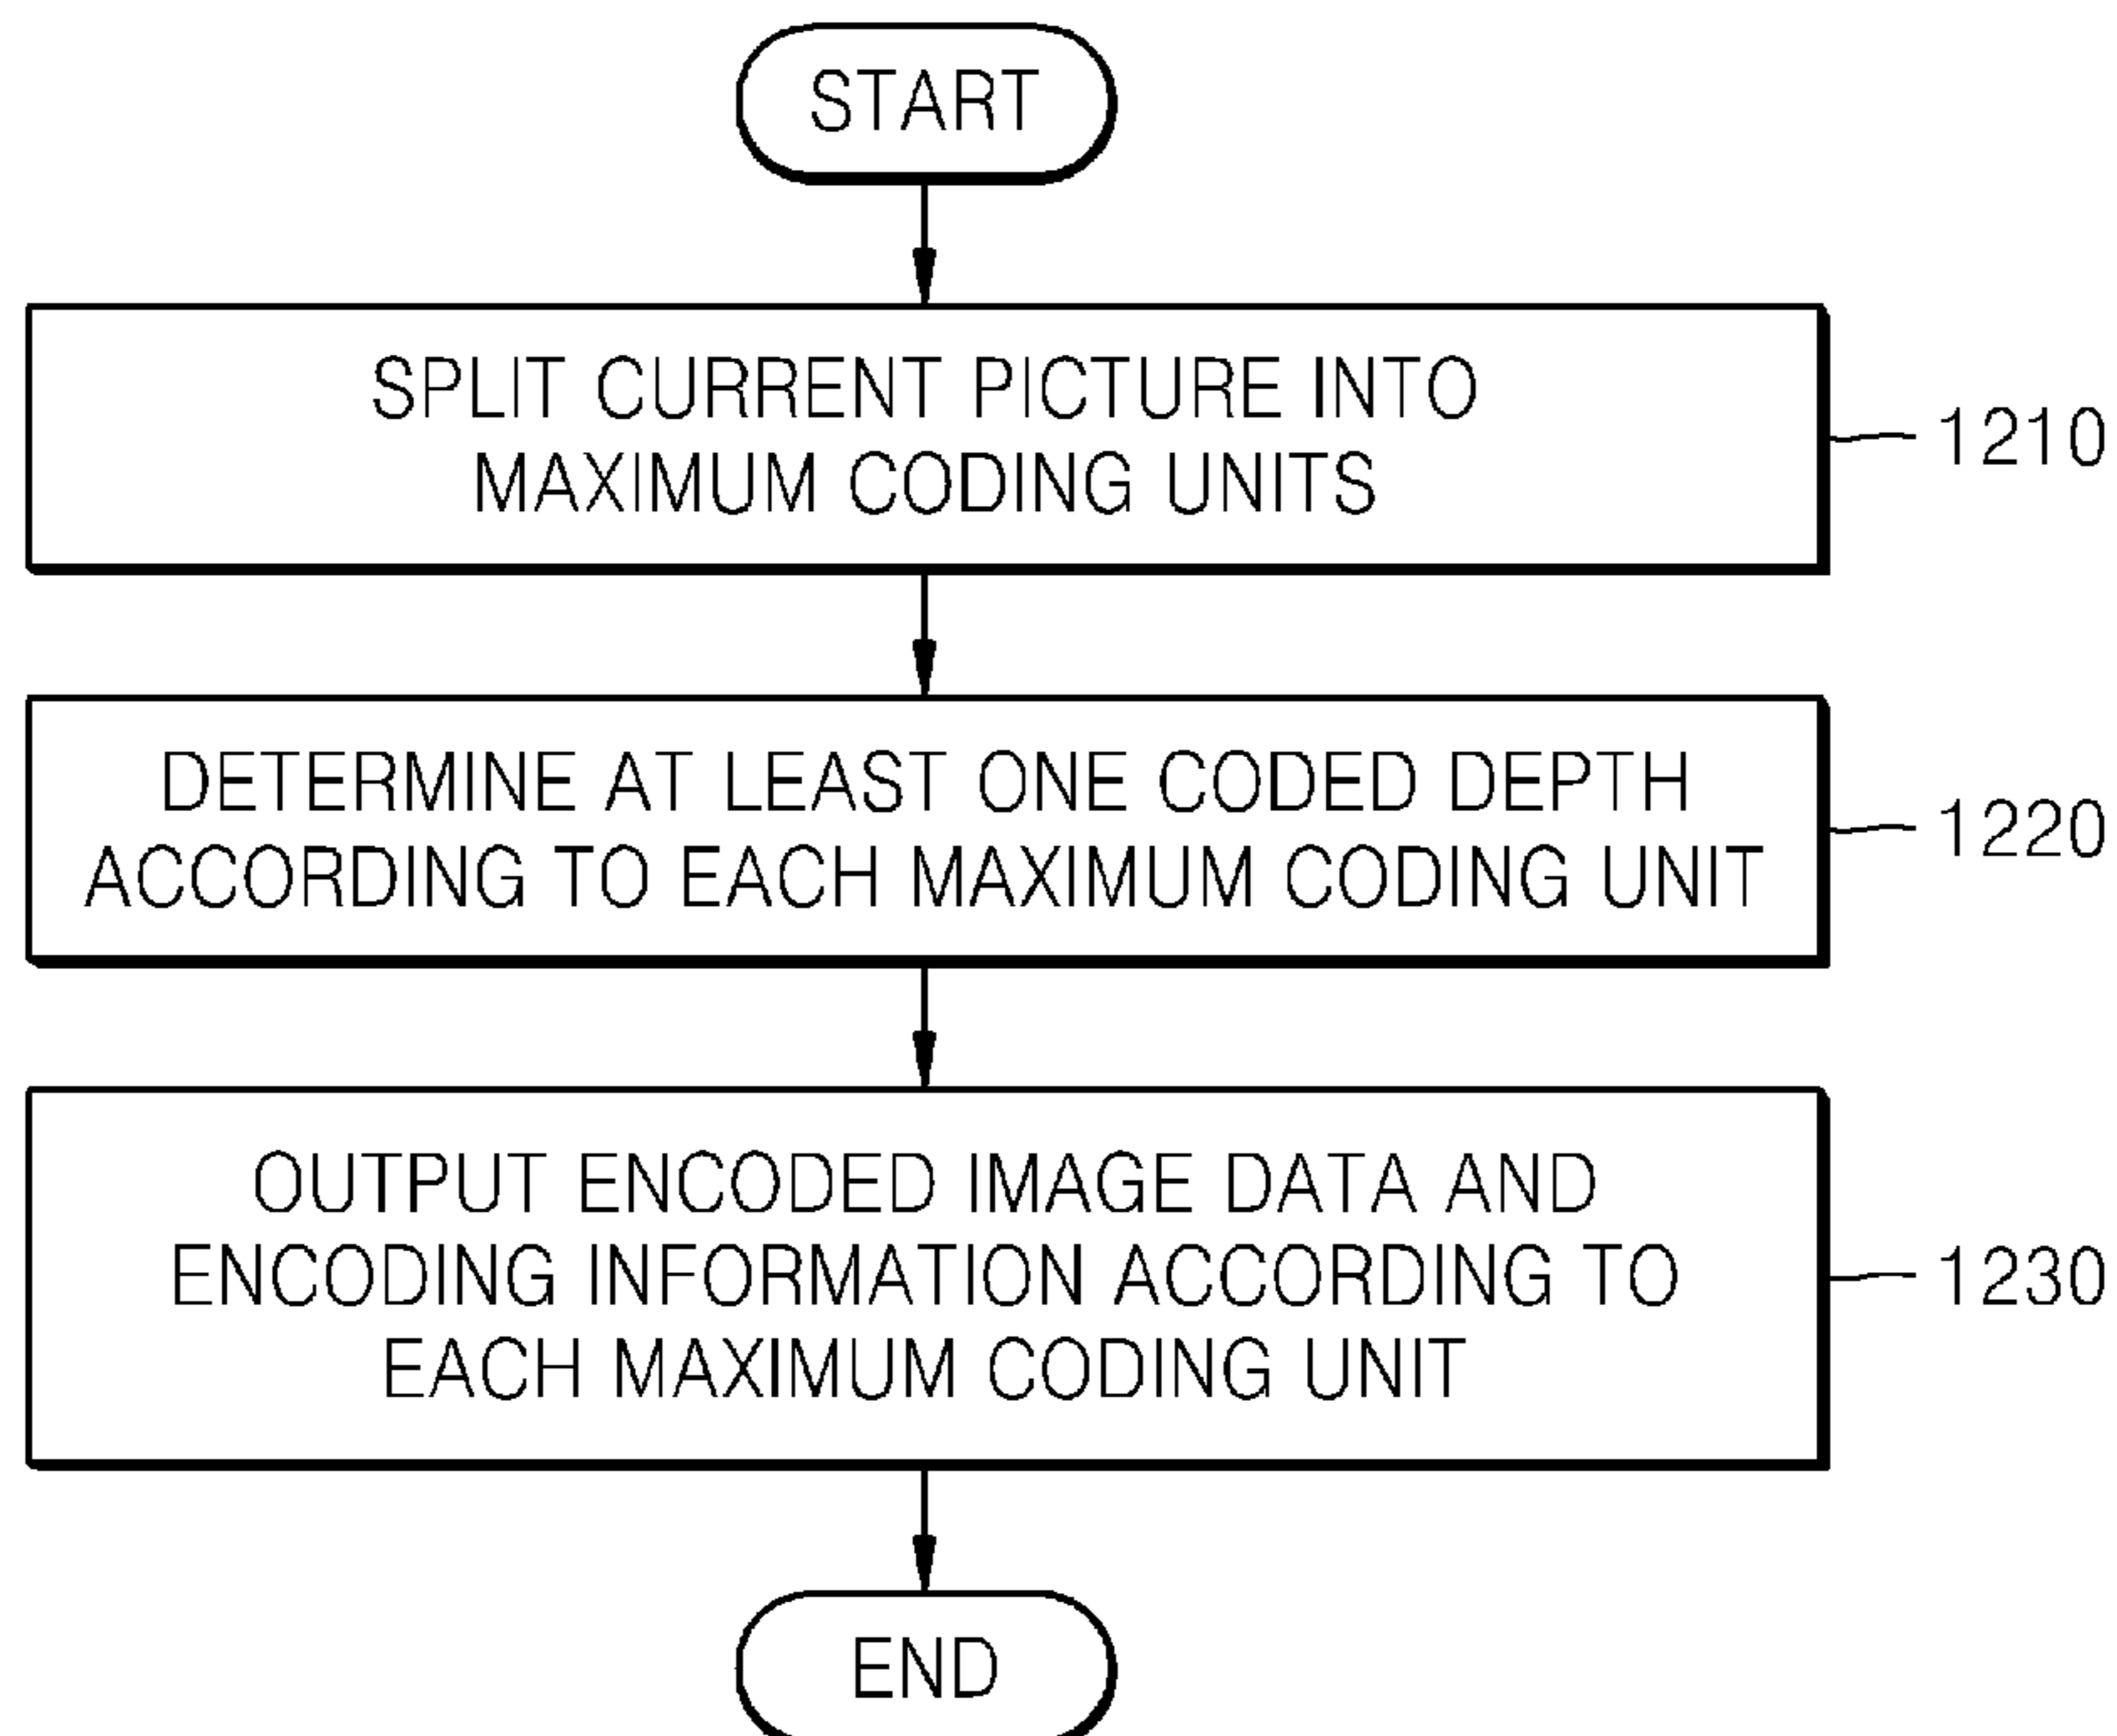 START
SPLIT CURRENT PICTURE INTO
MAXIMUM CODING UNITS
1210
DETERMINE AT LEAST ONE CODED DEPTH
ACCORDING TO EACH MAXIMUM CODING UNIT
1220
OUTPUT ENCODED IMAGE DATA AND
ENCODING INFORMATION ACCORDING TO
EACH MAXIMUM CODING UNIT
1230
END